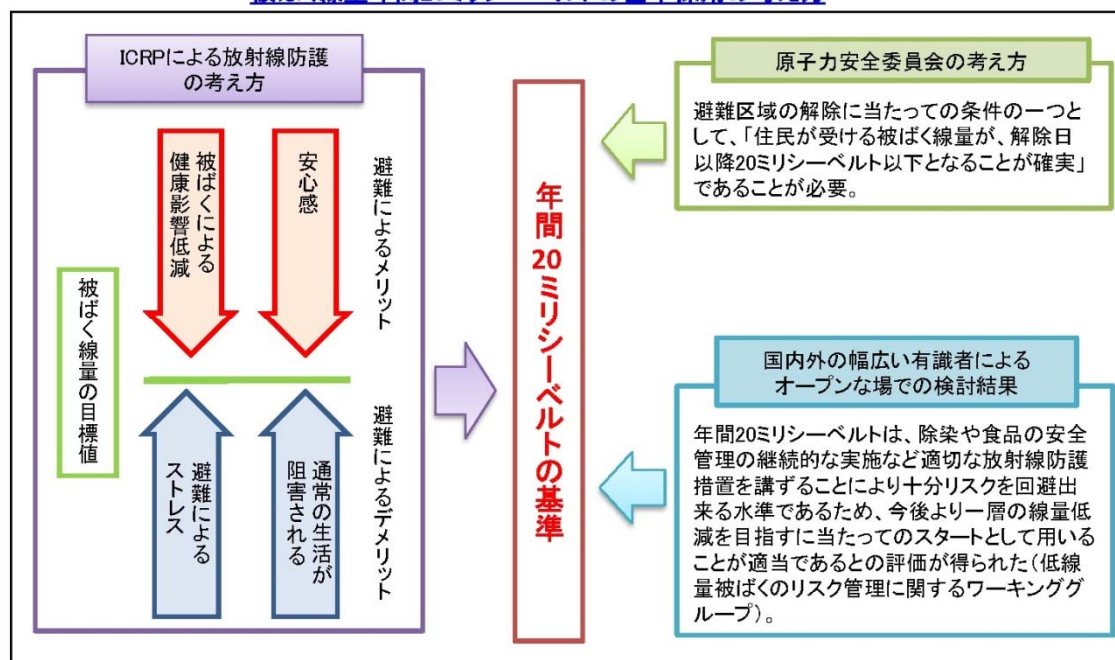 ICRPによる放射線防護
の考え方
被ばくによる
健康影響低減
安心感
避難によるメリット
被ばく線量の目標値
避難による
ストレス
通常の生活が
阻害される
避難によるデメリット
年間20ミリシーベルトの基準
原子力安全委員会の考え方
避難区域の解除に当たっての条件の一つと
して、「住民が受ける被ばく線量が、解除日
以降20ミリシーベルト以下となることが確実」
であることが必要。
国内外の幅広い有識者による
オープンな場での検討結果
年間20ミリシーベルトは、除染や食品の安全
管理の継続的な実施など適切な放射線防護
措置を講ずることにより十分リスクを回避出
来る水準であるため、今後より一層の線量低
減を目指すに当たってのスタートとして用いる
ことが適当であるとの評価が得られた(低線
量被ばくのリスク管理に関するワーキンググ
ループ)。